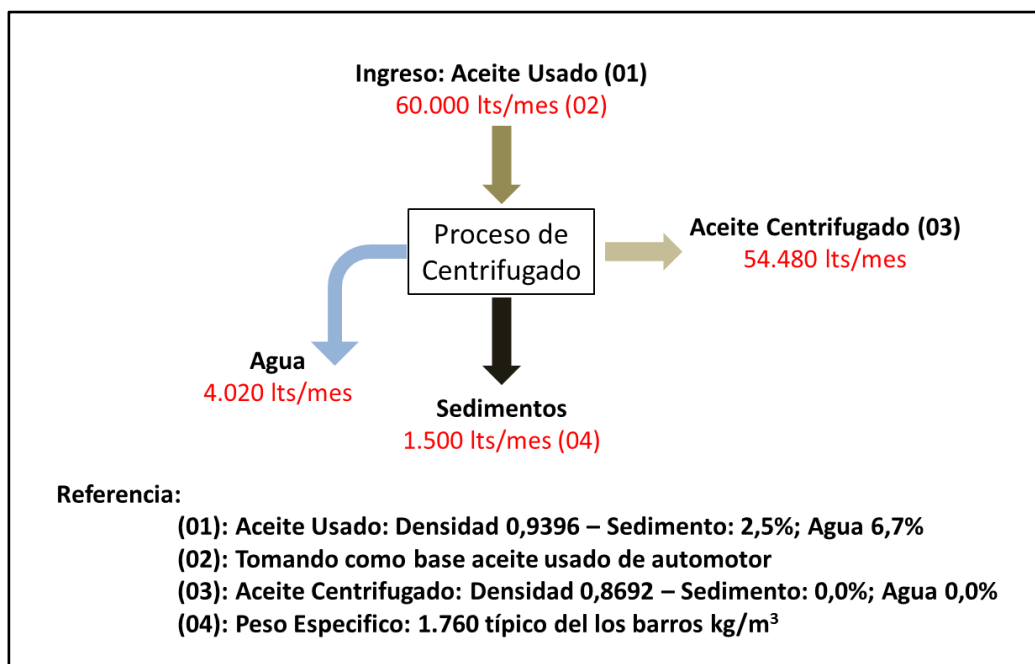 Ingreso: Aceite Usado (01)
60.000 lts/mes (02)
Proceso de
Centrifugado
Aceite Centrifugado (03)
54.480 lts/mes
Agua
4.020 lts/mes
Sedimentos
1.500 lts/mes (04)
Referencia:
(01): Aceite Usado: Densidad 0,9396 – Sedimento: 2,5%; Agua 6,7%
(02): Tomando como base aceite usado de automotor
(03): Aceite Centrifugado: Densidad 0,8692 – Sedimento: 0,0%; Agua 0,0%
(04): Peso Especifico: 1.760 típico del los barros kg/m³